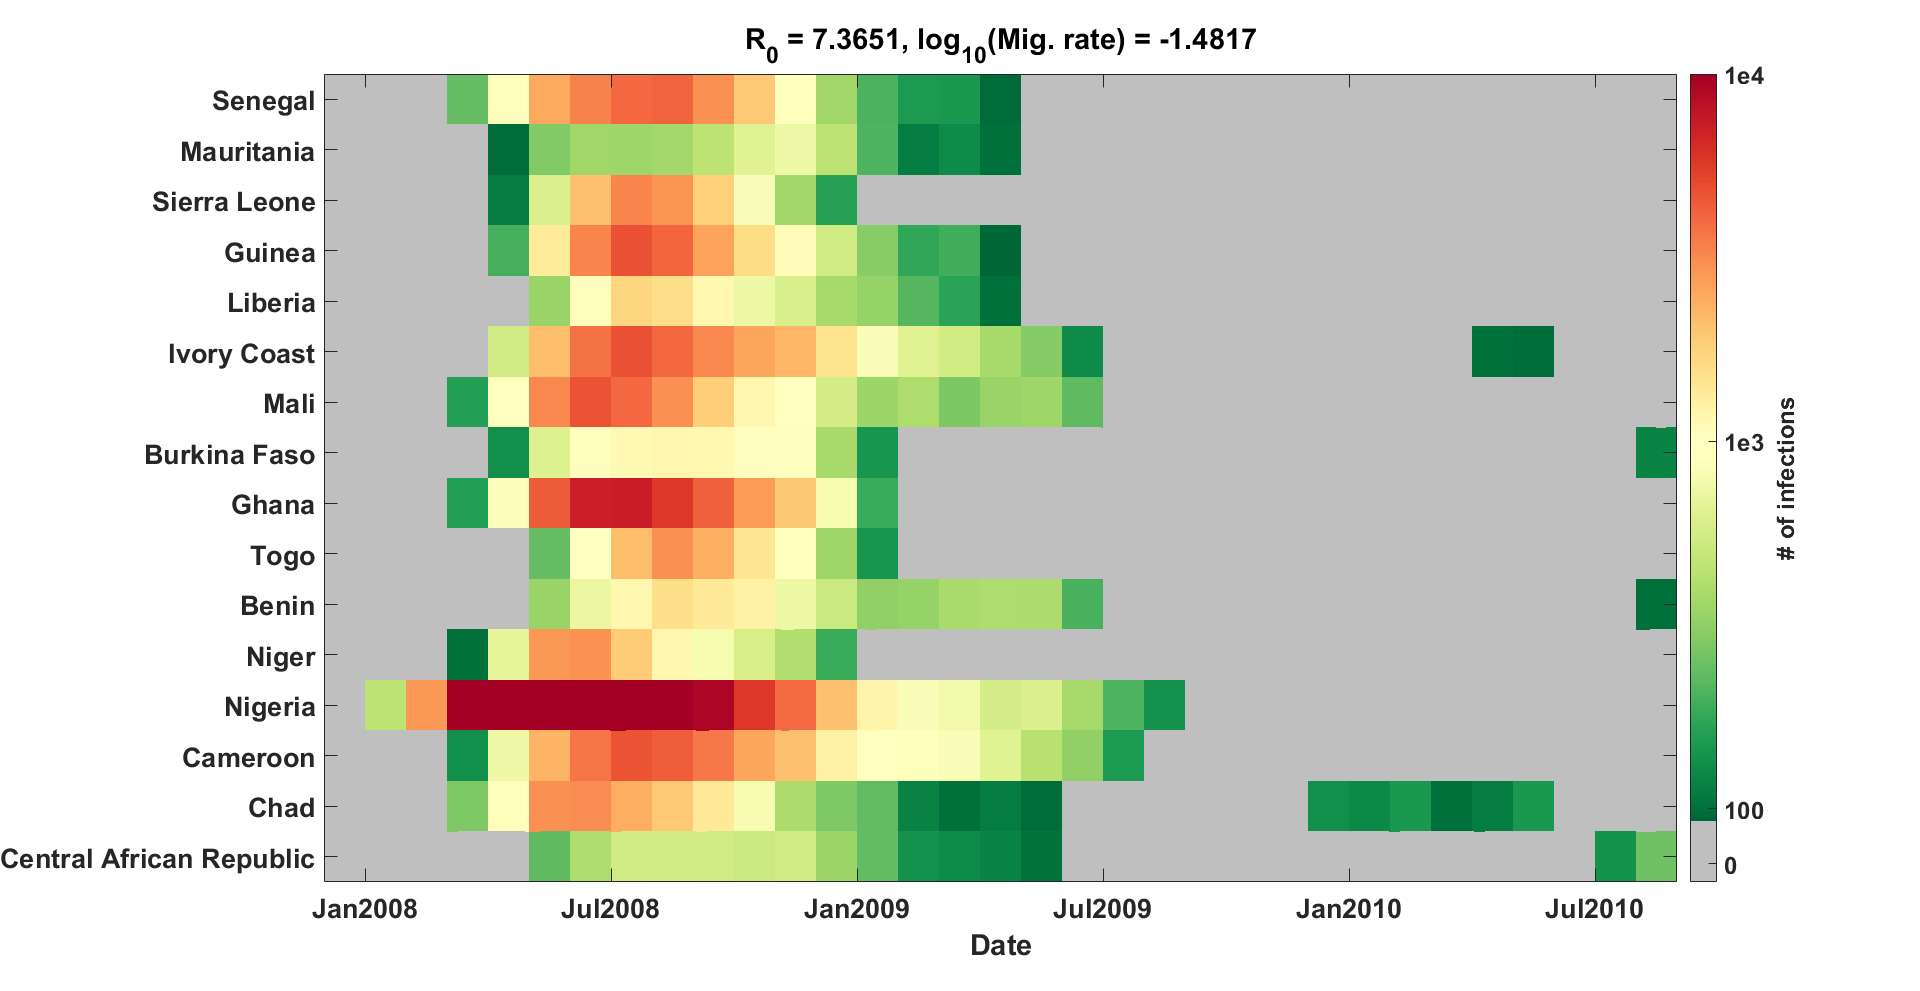 R0 = 7.3651, log10(Mig. rate) = -1.4817
Senegal
Mauritania
Sierra Leone
Guinea
Liberia
Ivory Coast
Mali
Burkina Faso
Ghana
Togo
Benin
Niger
Nigeria
Cameroon
Chad
Central African Republic
Jan2008
Jul2008
Jan2009
Jul2009
Jan2010
Jul2010
Date
1e4
1e3
100
0
# of infections